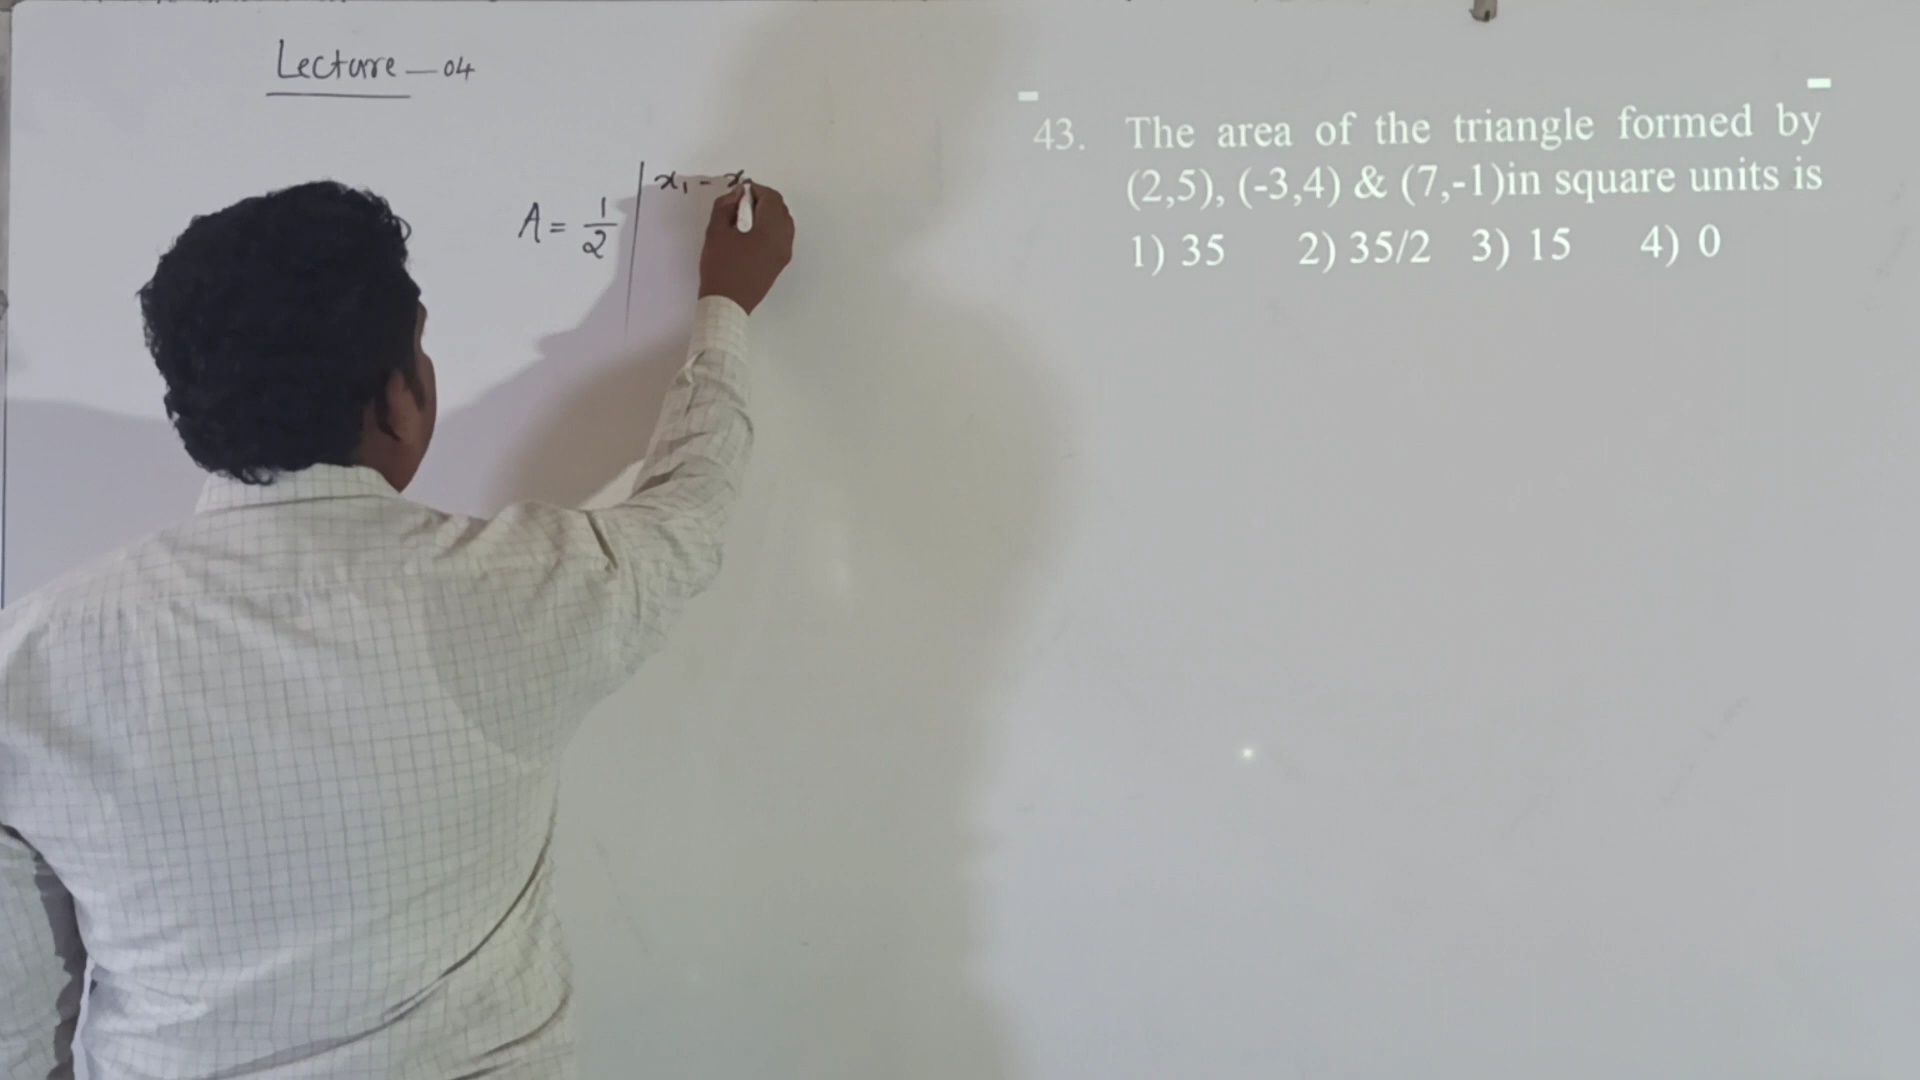 Lecture - 04
A = 1/2 | x₁ - x
43. The area of the triangle formed by
(2,5), (-3,4) & (7,-1)in square units is
1) 35 2) 35/2 3) 15 4) 0